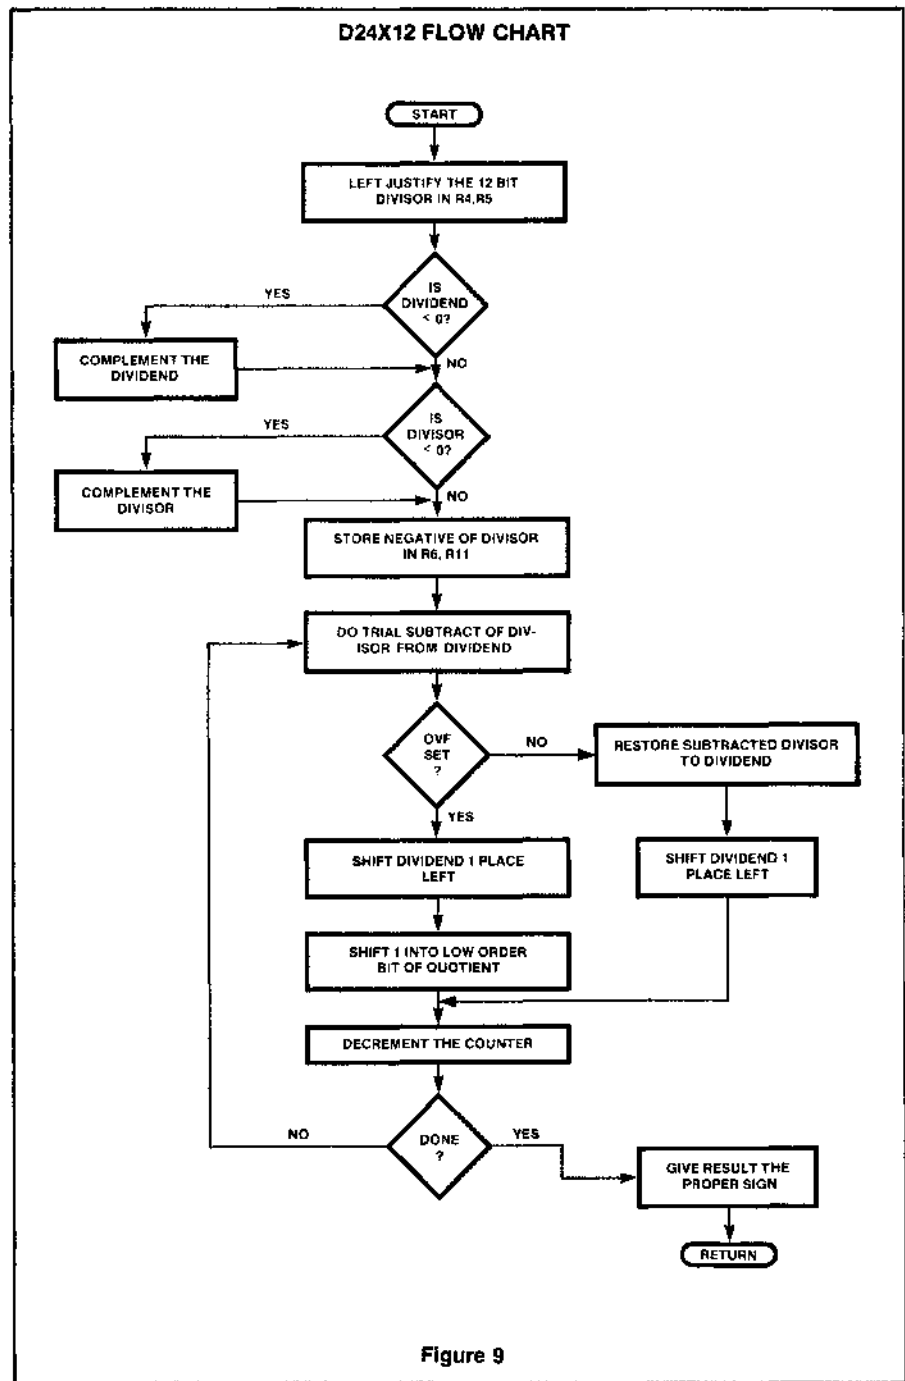 D24X12 FLOW CHART
START
LEFT JUSTIFY THE 12 BIT
DIVISOR IN R4,R5
IS
DIVIDEND
< 0?
YES
NO
COMPLEMENT THE
DIVIDEND
IS
DIVISOR
< 0?
YES
NO
COMPLEMENT THE
DIVISOR
STORE NEGATIVE OF DIVISOR
IN R6, R11
DO TRIAL SUBTRACT OF DIV-
ISOR FROM DIVIDEND
OVF
SET
?
NO
RESTORE SUBTRACTED DIVISOR
TO DIVIDEND
YES
SHIFT DIVIDEND 1 PLACE
LEFT
SHIFT DIVIDEND 1
PLACE LEFT
SHIFT 1 INTO LOW ORDER
BIT OF QUOTIENT
DECREMENT THE COUNTER
DONE
?
NO
YES
GIVE RESULT THE
PROPER SIGN
RETURN
Figure 9